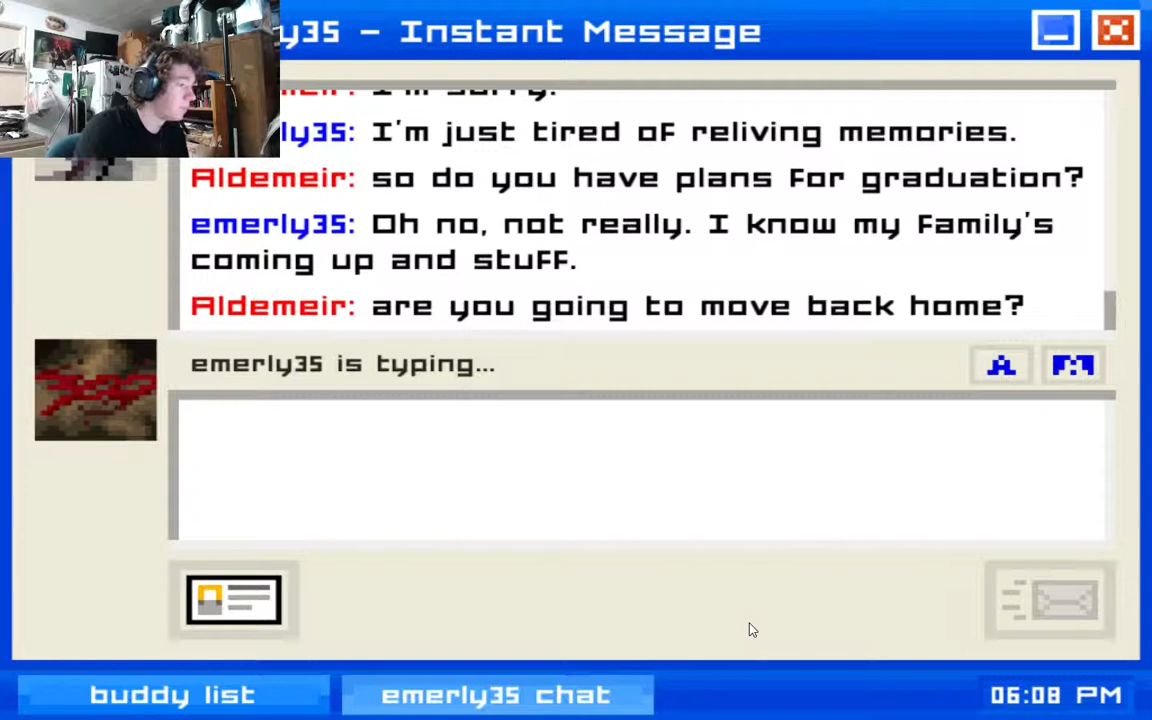 y35 - Instant Message
I'm sorry.
ly35: I'm just tired of reliving memories.
Aldemeir: so do you have plans for graduation?
emerly35: Oh no, not really. I know my family's
coming up and stuff.
Aldemeir: are you going to move back home?
emerly35 is typing...
buddy list
emerly35 chat
06:08 PM